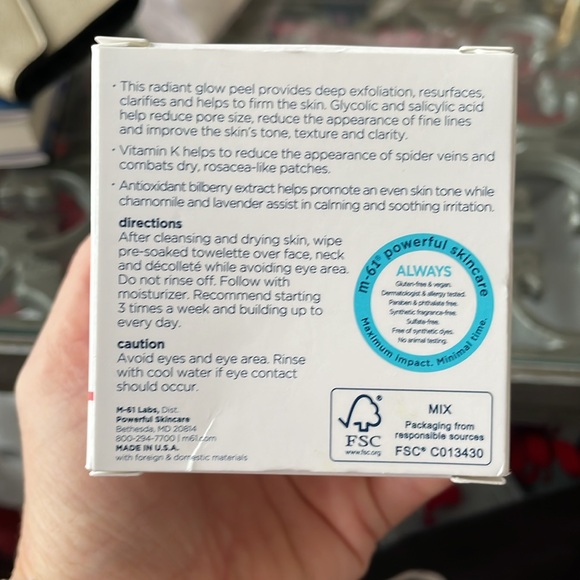 · This radiant glow peel provides deep exfoliation, resurfaces,
clarifies and helps to firm the skin. Glycolic and salicylic acid
help reduce pore size, reduce the appearance of fine lines
and improve the skin's tone, texture and clarity.
· Vitamin K helps to reduce the appearance of spider veins and
combats dry, rosacea-like patches.
· Antioxidant bilberry extract helps promote an even skin tone while
chamomile and lavender assist in calming and soothing irritation.
directions
After cleansing and drying skin, wipe
pre-soaked towelette over face, neck
and décolleté while avoiding eye area.
Do not rinse off. Follow with
moisturizer. Recommend starting
3 times a week and building up to
every day.
caution
Avoid eyes and eye area. Rinse
with cool water if eye contact
should occur.
M-61 Labs, Dist.
Powerful Skincare
Bethesda, MD 20814
800-294-7700 | m61.com
MADE IN U.S.A.
with foreign & domestic materials
m-61® powerful skincare
ALWAYS
Gluten-free & vegan.
Dermatologist & allergy tested.
Paraben & phthalate free.
Synthetic fragrance-free.
Sulfate-free.
Free of synthetic dyes.
No animal testing.
Maximum impact. Minimal time.
FSC
www.fsc.org
MIX
Packaging from
responsible sources
FSC® C013430